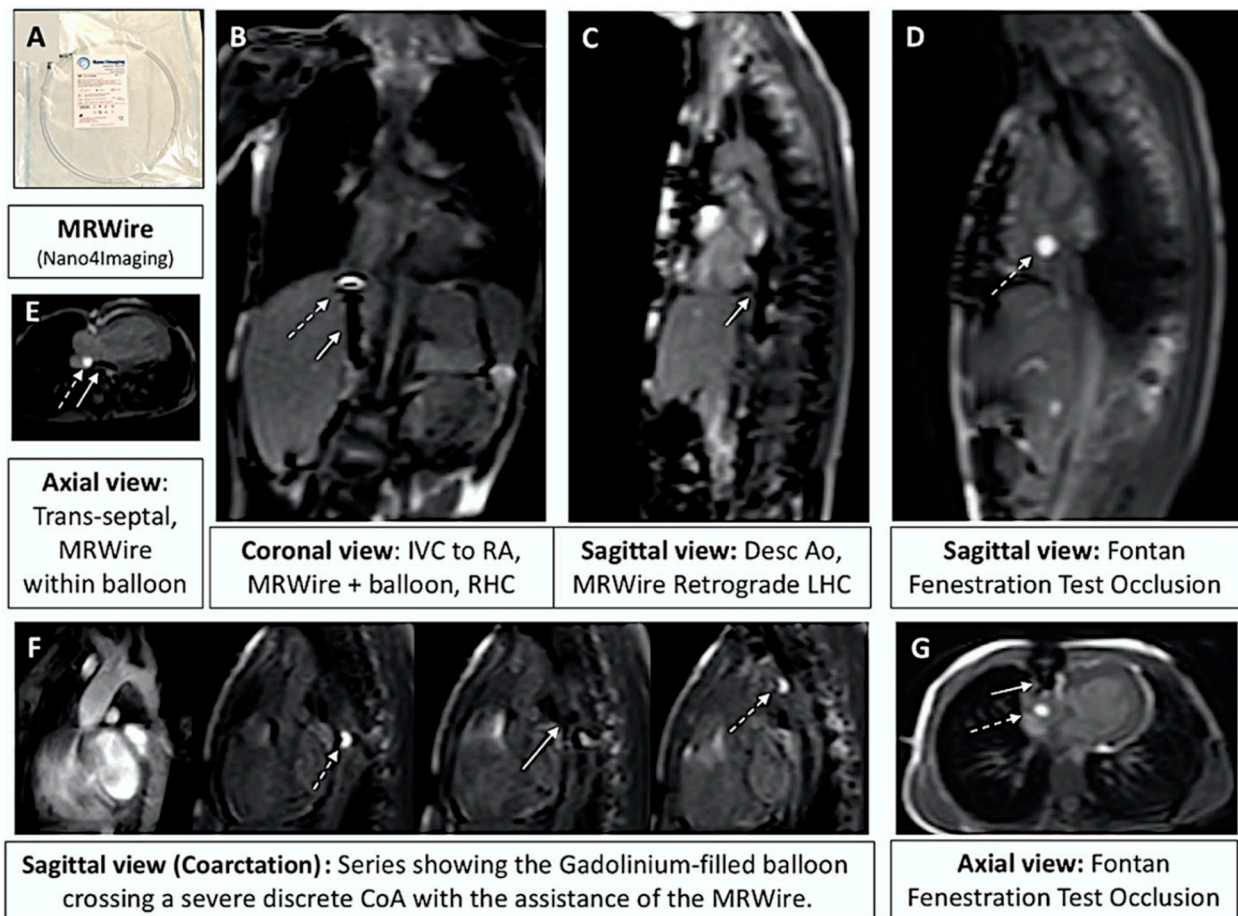 A
B
C
D
Nano4Imaging
MRWire
(Nano4Imaging)
E
Axial view:
Trans-septal,
MRWire
within balloon
Coronal view: IVC to RA,
MRWire + balloon, RHC
Sagittal view: Desc Ao,
MRWire Retrograde LHC
Sagittal view: Fontan
Fenestration Test Occlusion
F
G
Sagittal view (Coarctation): Series showing the Gadolinium-filled balloon
crossing a severe discrete CoA with the assistance of the MRWire.
Axial view: Fontan
Fenestration Test Occlusion